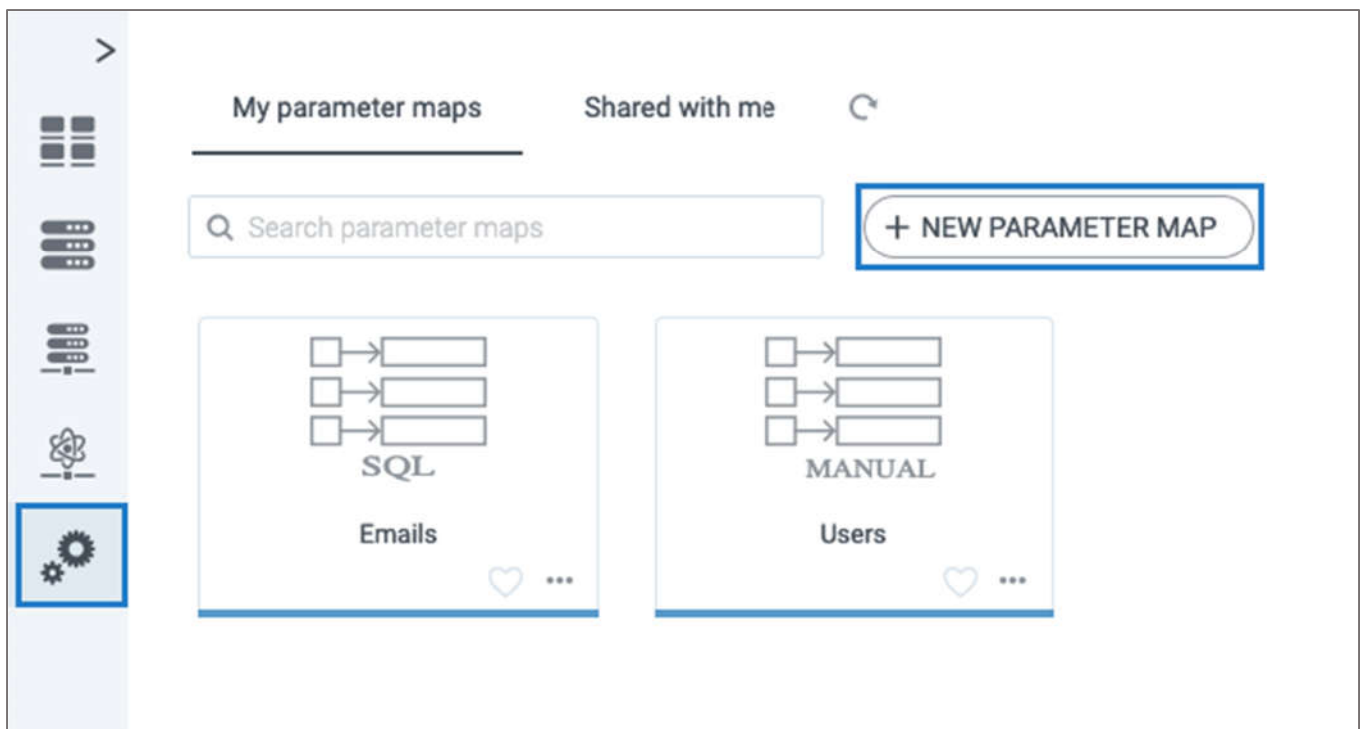 My parameter maps Shared with me
Search parameter maps
+ NEW PARAMETER MAP
SQL
Emails
MANUAL
Users